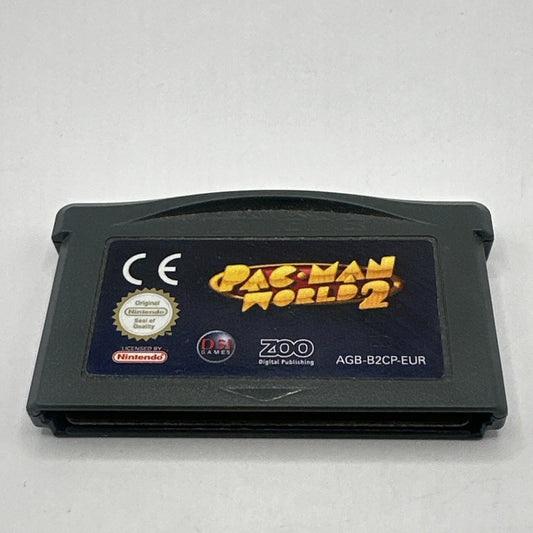 CE
PAC-MAN
WORLD 2
Original
Nintendo
Seal of
Quality
LICENSED BY
Nintendo
DSI
GAMES
ZOO
Digital Publishing
AGB-B2CP-EUR